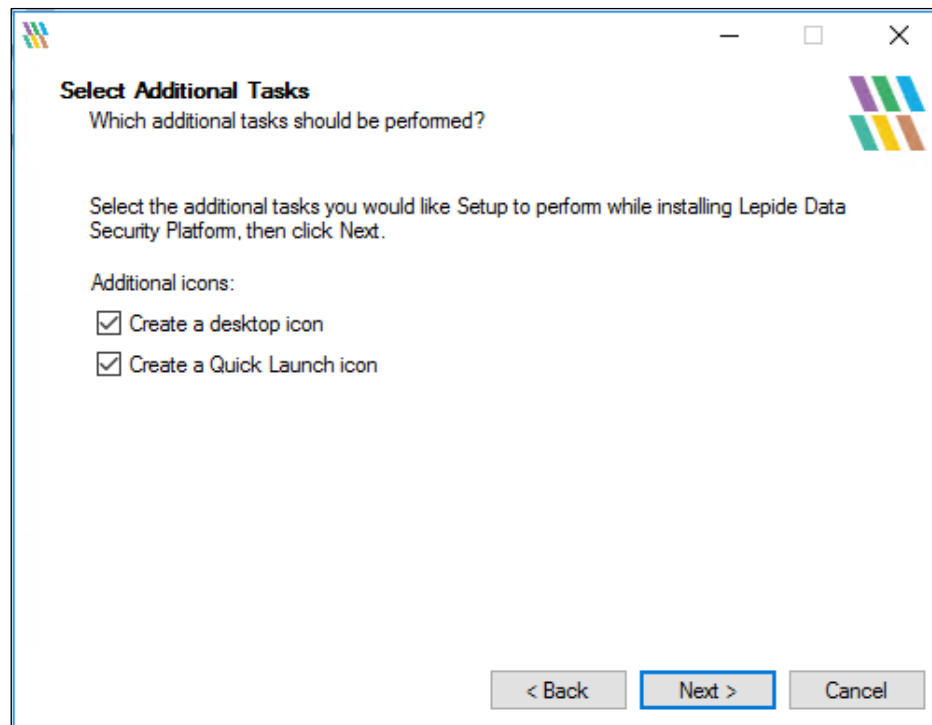 Select Additional Tasks
Which additional tasks should be performed?
Select the additional tasks you would like Setup to perform while installing Lepide Data
Security Platform, then click Next.
Additional icons:
Create a desktop icon
Create a Quick Launch icon
< Back
Next >
Cancel